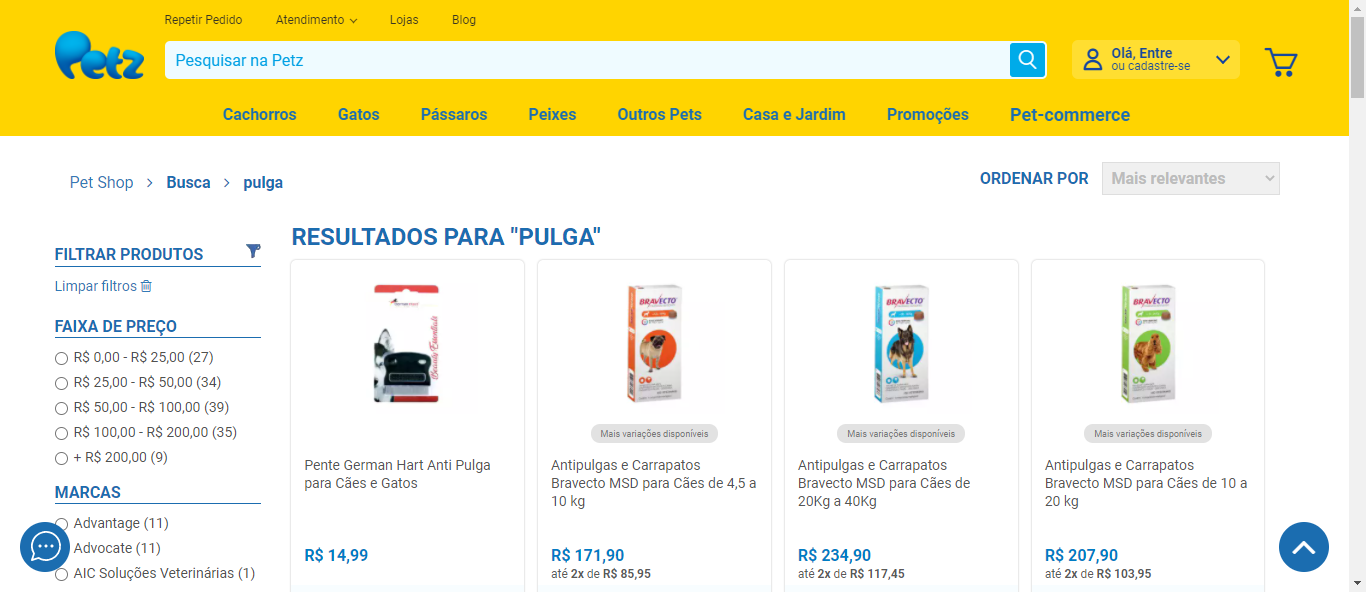 Repetir Pedido
Atendimento
Lojas
Blog
Petz
Pesquisar na Petz
Olá, Entre
ou cadastre-se
Cachorros
Gatos
Pássaros
Peixes
Outros Pets
Casa e Jardim
Promoções
Pet-commerce
Pet Shop > Busca > pulga
ORDENAR POR
Mais relevantes
FILTRAR PRODUTOS
Limpar filtros
FAIXA DE PREÇO
R$ 0,00 - R$ 25,00 (27)
R$ 25,00 - R$ 50,00 (34)
R$ 50,00 - R$ 100,00 (39)
R$ 100,00 - R$ 200,00 (35)
+ R$ 200,00 (9)
MARCAS
Advantage (11)
Advocate (11)
AIC Soluções Veterinárias (1)
RESULTADOS PARA "PULGA"
Pente German Hart Anti Pulga
para Cães e Gatos
R$ 14,99
BRAVECTO
Mais variações disponíveis
Antipulgas e Carrapatos
Bravecto MSD para Cães de 4,5 a
10 kg
R$ 171,90
até 2x de R$ 85,95
BRAVECTO
Mais variações disponíveis
Antipulgas e Carrapatos
Bravecto MSD para Cães de
20Kg a 40Kg
R$ 234,90
até 2x de R$ 117,45
BRAVECTO
Mais variações disponíveis
Antipulgas e Carrapatos
Bravecto MSD para Cães de 10 a
20 kg
R$ 207,90
até 2x de R$ 103,95